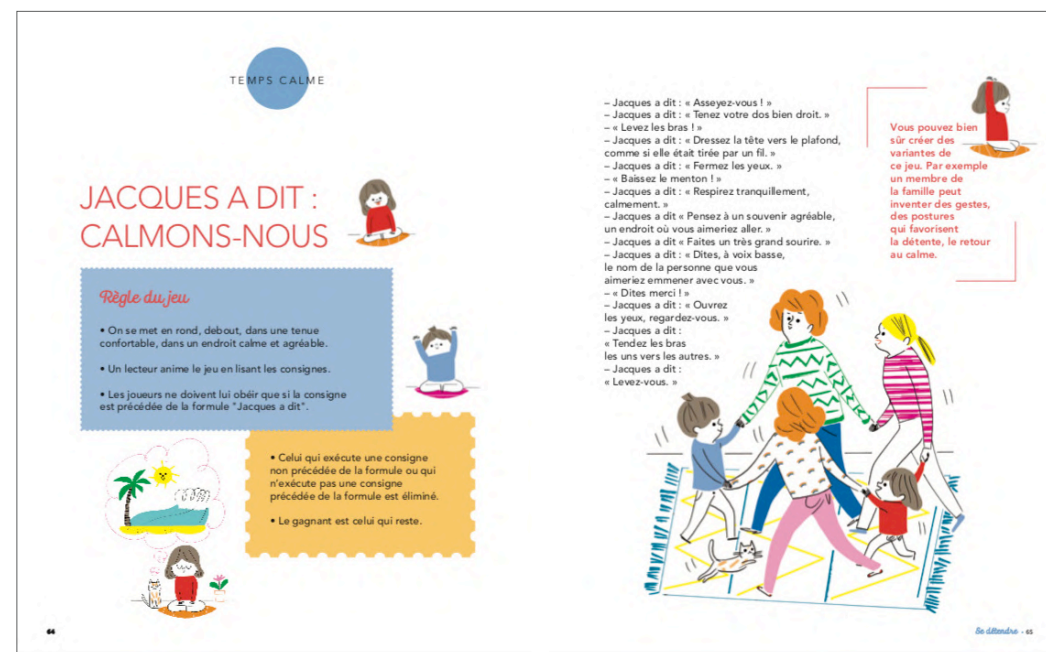 TEMPS CALME
JACQUES A DIT :
CALMONS-NOUS
Règle du jeu
• On se met en rond, debout, dans une tenue
confortable, dans un endroit calme et agréable.
• Un lecteur anime le jeu en lisant les consignes.
• Les joueurs ne doivent lui obéir que si la consigne
est précédée de la formule "Jacques a dit".
• Celui qui exécute une consigne
non précédée de la formule ou qui
n'exécute pas une consigne
précédée de la formule est éliminé.
• Le gagnant est celui qui reste.
64
– Jacques a dit : « Asseyez-vous ! »
– Jacques a dit : « Tenez votre dos bien droit. »
– « Levez les bras ! »
– Jacques a dit : « Dressez la tête vers le plafond,
comme si elle était tirée par un fil. »
– Jacques a dit : « Fermez les yeux. »
– « Baissez le menton ! »
– Jacques a dit : « Respirez tranquillement,
calmement. »
– Jacques a dit « Pensez à un souvenir agréable,
un endroit où vous aimeriez aller. »
– Jacques a dit « Faites un très grand sourire. »
– Jacques a dit : « Dites, à voix basse,
le nom de la personne que vous
aimeriez emmener avec vous. »
– « Dites merci ! »
– Jacques a dit : « Ouvrez
les yeux, regardez-vous. »
– Jacques a dit :
« Tendez les bras
les uns vers les autres. »
– Jacques a dit :
« Levez-vous. »
Vous pouvez bien
sûr créer des
variantes de
ce jeu. Par exemple
un membre de
la famille peut
inventer des gestes,
des postures
qui favorisent
la détente, le retour
au calme.
Se détendre - 65